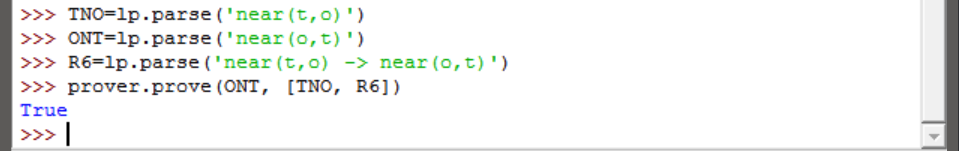 >>> TNO=lp.parse('near(t,o)')
>>> ONT=lp.parse('near(o,t)')
>>> R6=lp.parse('near(t,o) -> near(o,t)')
>>> prover.prove(ONT, [TNO, R6])
True
>>>